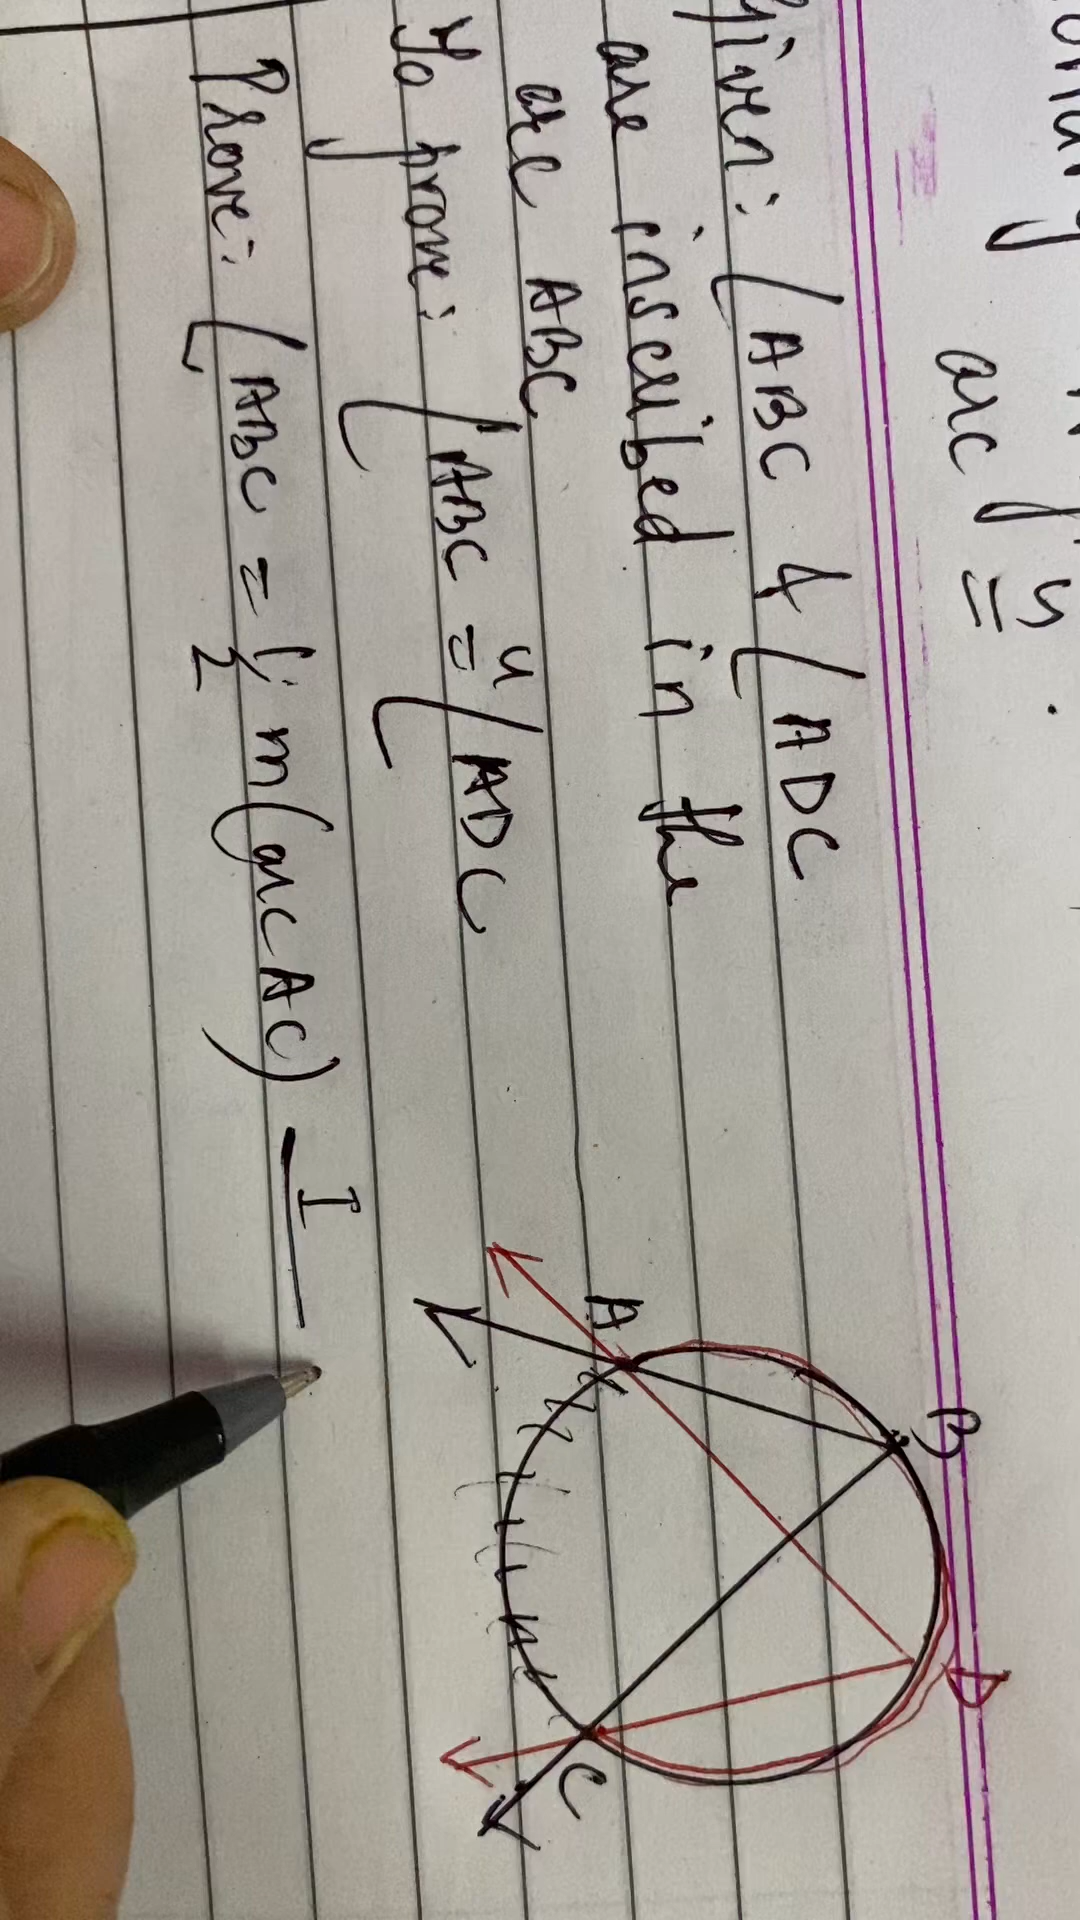 arc is.
Given: ∠ABC & ∠ADC
are inscribed in the
arc ABC
To prove: ∠ABC ≅ ∠ADC
Prove:- ∠ABC = 1/2 m(arc AC) — I
A
B
D
C